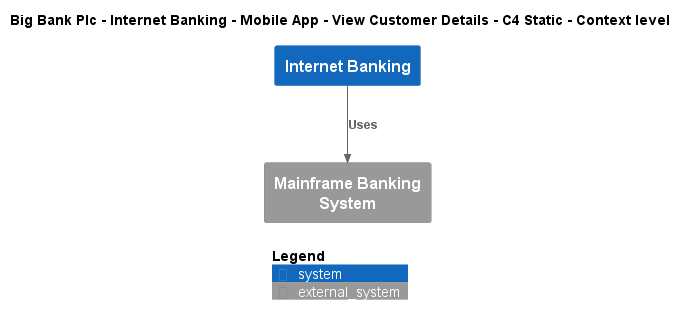 Big Bank Plc - Internet Banking - Mobile App - View Customer Details - C4 Static - Context level
Internet Banking
Uses
Mainframe Banking
System
Legend
system
external_system